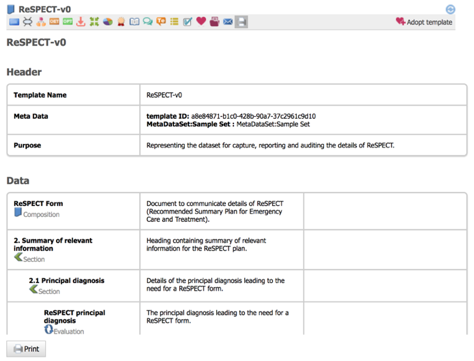 ReSPECT-v0
Adopt template
ReSPECT-v0
Header
Template Name
ReSPECT-v0
Meta Data
template ID: a8e84871-b1c0-428b-90a7-37c2961c9d10
MetaDataSet:Sample Set : MetaDataSet:Sample Set
Purpose
Representing the dataset for capture, reporting and auditing the details of ReSPECT.
Data
ReSPECT Form
Composition
Document to communicate details of ReSPECT
(Recommended Summary Plan for Emergency
Care and Treatment).
2. Summary of relevant
information
Section
Heading containing summary of relevant
information for the ReSPECT plan.
2.1 Principal diagnosis
Section
Details of the principal diagnosis leading to the
need for a ReSPECT form.
ReSPECT principal
diagnosis
Evaluation
The principal diagnosis leading to the need for a
ReSPECT form.
Print